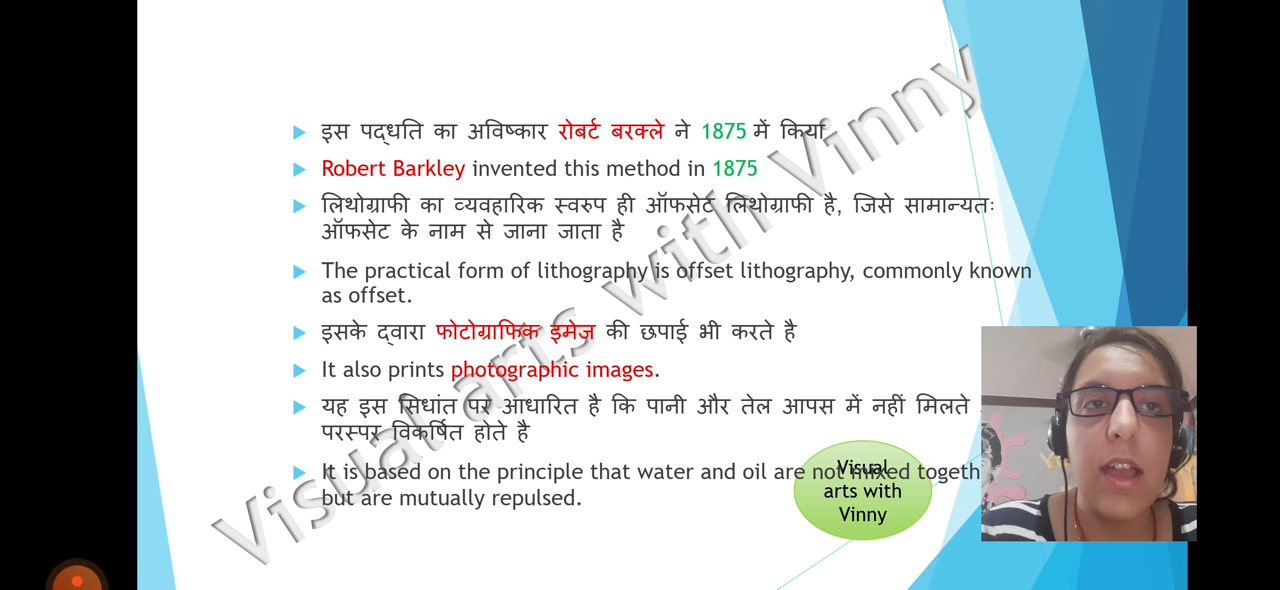 इस पद्धति का अविष्कार रोबर्ट बरक्ले ने 1875 में किया
Robert Barkley invented this method in 1875
लिथोग्राफी का व्यवहारिक स्वरुप ही ऑफसेट लिथोग्राफी है, जिसे सामान्यतः
ऑफसेट के नाम से जाना जाता है
The practical form of lithography is offset lithography, commonly known
as offset.
इसके द्वारा फोटोग्राफिक इमेज़ की छपाई भी करते है
It also prints photographic images.
यह इस सिधांत पर आधारित है कि पानी और तेल आपस में नहीं मिलते
परस्पर विकर्षित होते है
It is based on the principle that water and oil are not mixed togeth
but are mutually repulsed.
Visual
arts with
Vinny
Visual arts with Vinny